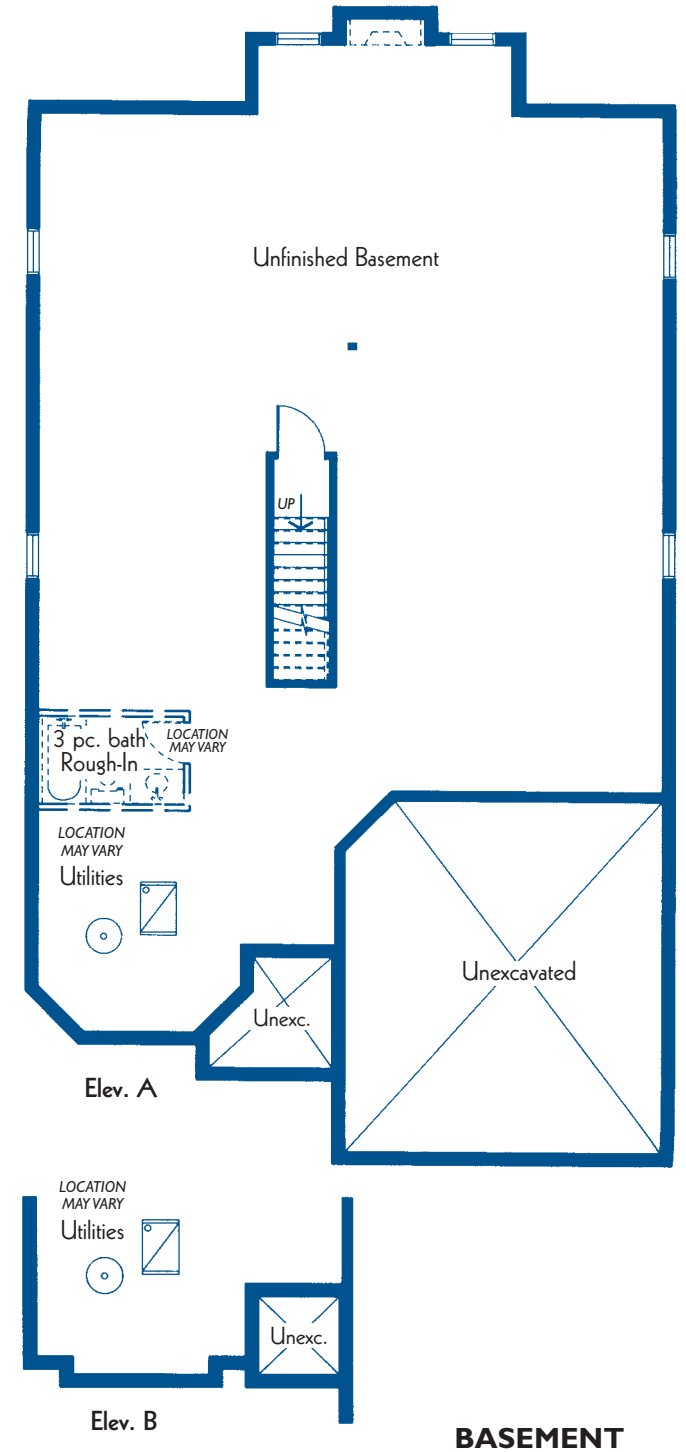 Unfinished Basement
UP
3 pc. bath
Rough-In
LOCATION
MAY VARY
LOCATION
MAY VARY
Utilities
Unexcavated
Unexc.
Elev. A
LOCATION
MAY VARY
Utilities
Unexc.
Elev. B
BASEMENT